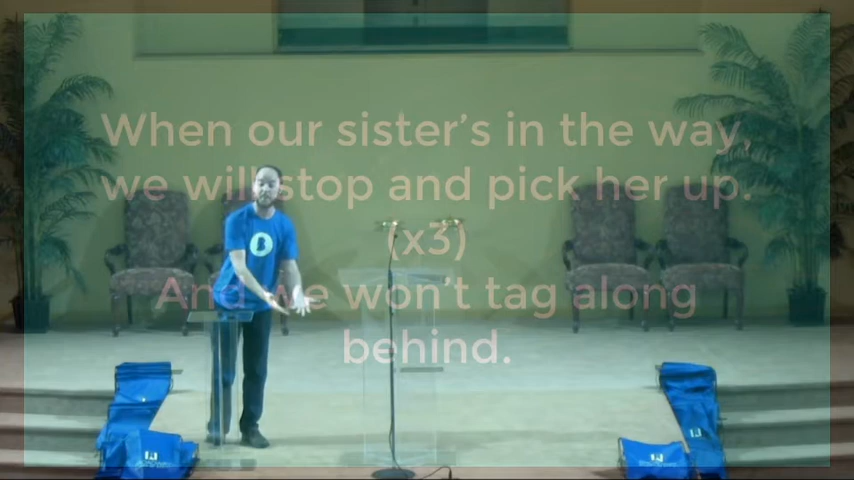 When our sister's in the way,
we will stop and pick her up.
(x3)
And we won't tag along
behind.